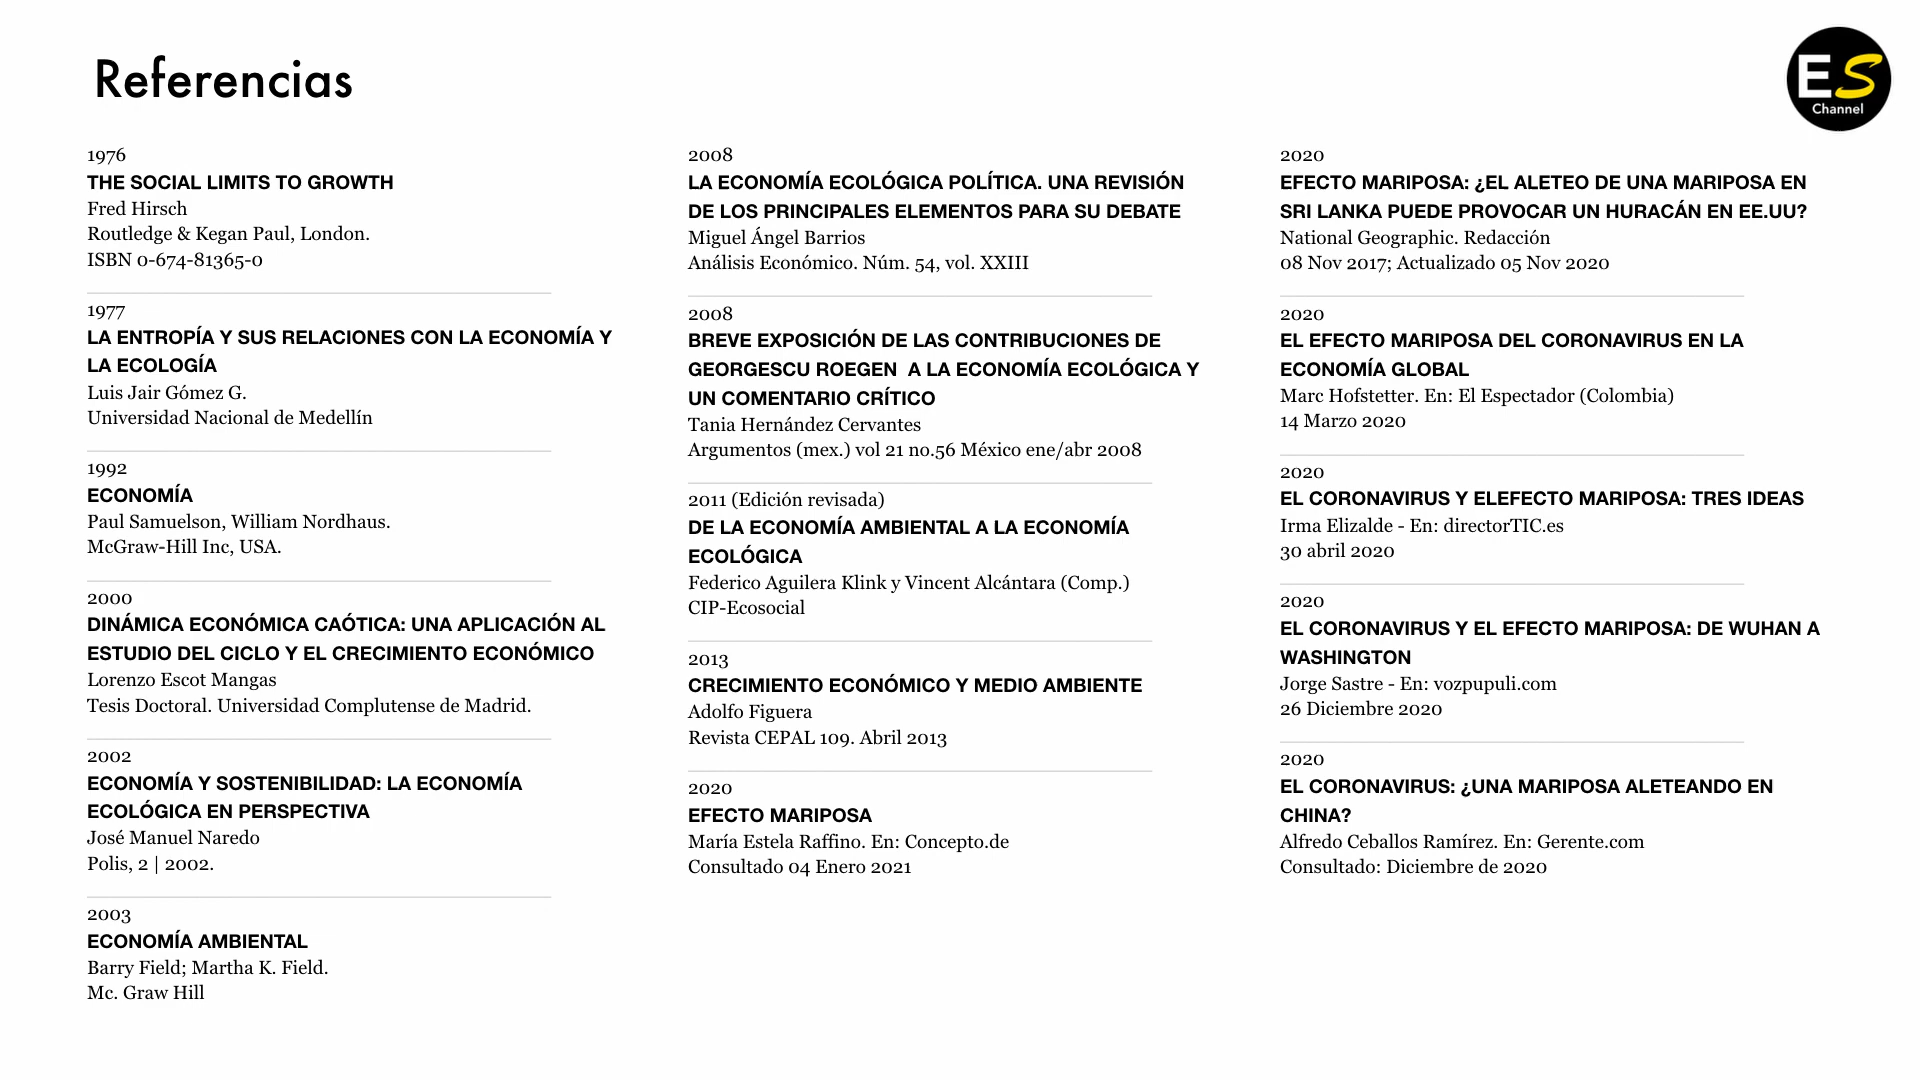 Referencias
ES
Channel
1976
THE SOCIAL LIMITS TO GROWTH
Fred Hirsch
Routledge & Kegan Paul, London.
ISBN 0-674-81365-0
1977
LA ENTROPÍA Y SUS RELACIONES CON LA ECONOMÍA Y
LA ECOLOGÍA
Luis Jair Gómez G.
Universidad Nacional de Medellín
1992
ECONOMÍA
Paul Samuelson, William Nordhaus.
McGraw-Hill Inc, USA.
2000
DINÁMICA ECONÓMICA CAÓTICA: UNA APLICACIÓN AL
ESTUDIO DEL CICLO Y EL CRECIMIENTO ECONÓMICO
Lorenzo Escot Mangas
Tesis Doctoral. Universidad Complutense de Madrid.
2002
ECONOMÍA Y SOSTENIBILIDAD: LA ECONOMÍA
ECOLÓGICA EN PERSPECTIVA
José Manuel Naredo
Polis, 2 | 2002.
2003
ECONOMÍA AMBIENTAL
Barry Field; Martha K. Field.
Mc. Graw Hill
2008
LA ECONOMÍA ECOLÓGICA POLÍTICA. UNA REVISIÓN
DE LOS PRINCIPALES ELEMENTOS PARA SU DEBATE
Miguel Ángel Barrios
Análisis Económico. Núm. 54, vol. XXIII
2008
BREVE EXPOSICIÓN DE LAS CONTRIBUCIONES DE
GEORGESCU ROEGEN  A LA ECONOMÍA ECOLÓGICA Y
UN COMENTARIO CRÍTICO
Tania Hernández Cervantes
Argumentos (mex.) vol 21 no.56 México ene/abr 2008
2011 (Edición revisada)
DE LA ECONOMÍA AMBIENTAL A LA ECONOMÍA
ECOLÓGICA
Federico Aguilera Klink y Vincent Alcántara (Comp.)
CIP-Ecosocial
2013
CRECIMIENTO ECONÓMICO Y MEDIO AMBIENTE
Adolfo Figuera
Revista CEPAL 109. Abril 2013
2020
EFECTO MARIPOSA
María Estela Raffino. En: Concepto.de
Consultado 04 Enero 2021
2020
EFECTO MARIPOSA: ¿EL ALETEO DE UNA MARIPOSA EN
SRI LANKA PUEDE PROVOCAR UN HURACÁN EN EE.UU?
National Geographic. Redacción
08 Nov 2017; Actualizado 05 Nov 2020
2020
EL EFECTO MARIPOSA DEL CORONAVIRUS EN LA
ECONOMÍA GLOBAL
Marc Hofstetter. En: El Espectador (Colombia)
14 Marzo 2020
2020
EL CORONAVIRUS Y ELEFECTO MARIPOSA: TRES IDEAS
Irma Elizalde - En: directorTIC.es
30 abril 2020
2020
EL CORONAVIRUS Y EL EFECTO MARIPOSA: DE WUHAN A
WASHINGTON
Jorge Sastre - En: vozpupuli.com
26 Diciembre 2020
2020
EL CORONAVIRUS: ¿UNA MARIPOSA ALETEANDO EN
CHINA?
Alfredo Ceballos Ramírez. En: Gerente.com
Consultado: Diciembre de 2020